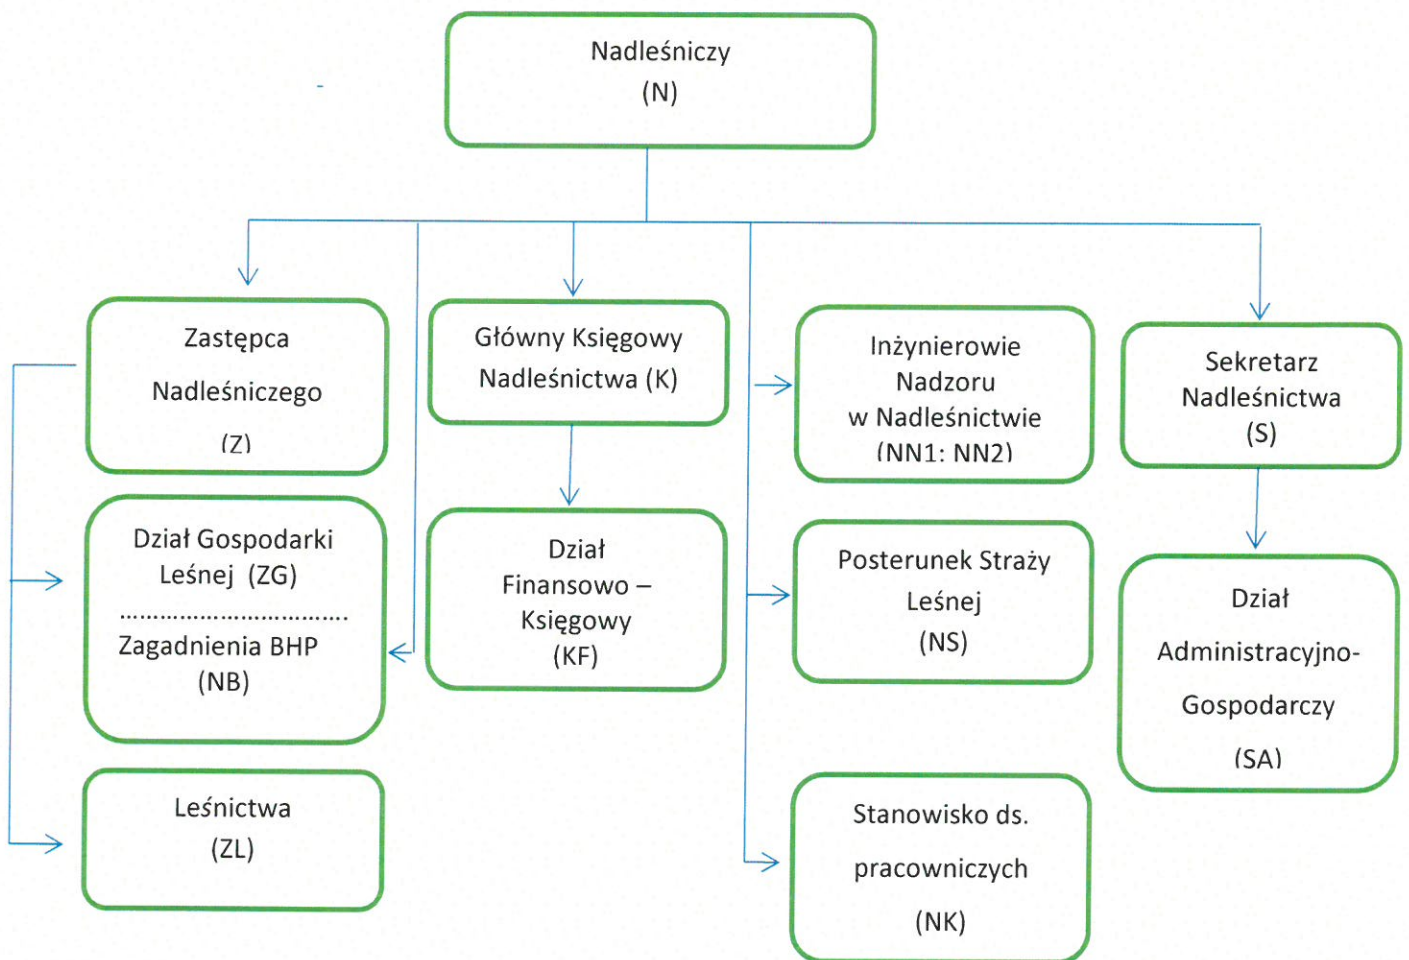 Nadleśniczy
(N)
Zastępca
Nadleśniczego
(Z)
Główny Księgowy
Nadleśnictwa (K)
Inżynierowie
Nadzoru
w Nadleśnictwie
(NN1: NN2)
Sekretarz
Nadleśnictwa
(S)
Dział Gospodarki
Leśnej (ZG)
....................................
Zagadnienia BHP
(NB)
Dział
Finansowo –
Księgowy
(KF)
Posterunek Straży
Leśnej
(NS)
Dział
Administracyjno-
Gospodarczy
(SA)
Leśnictwa
(ZL)
Stanowisko ds.
pracowniczych
(NK)